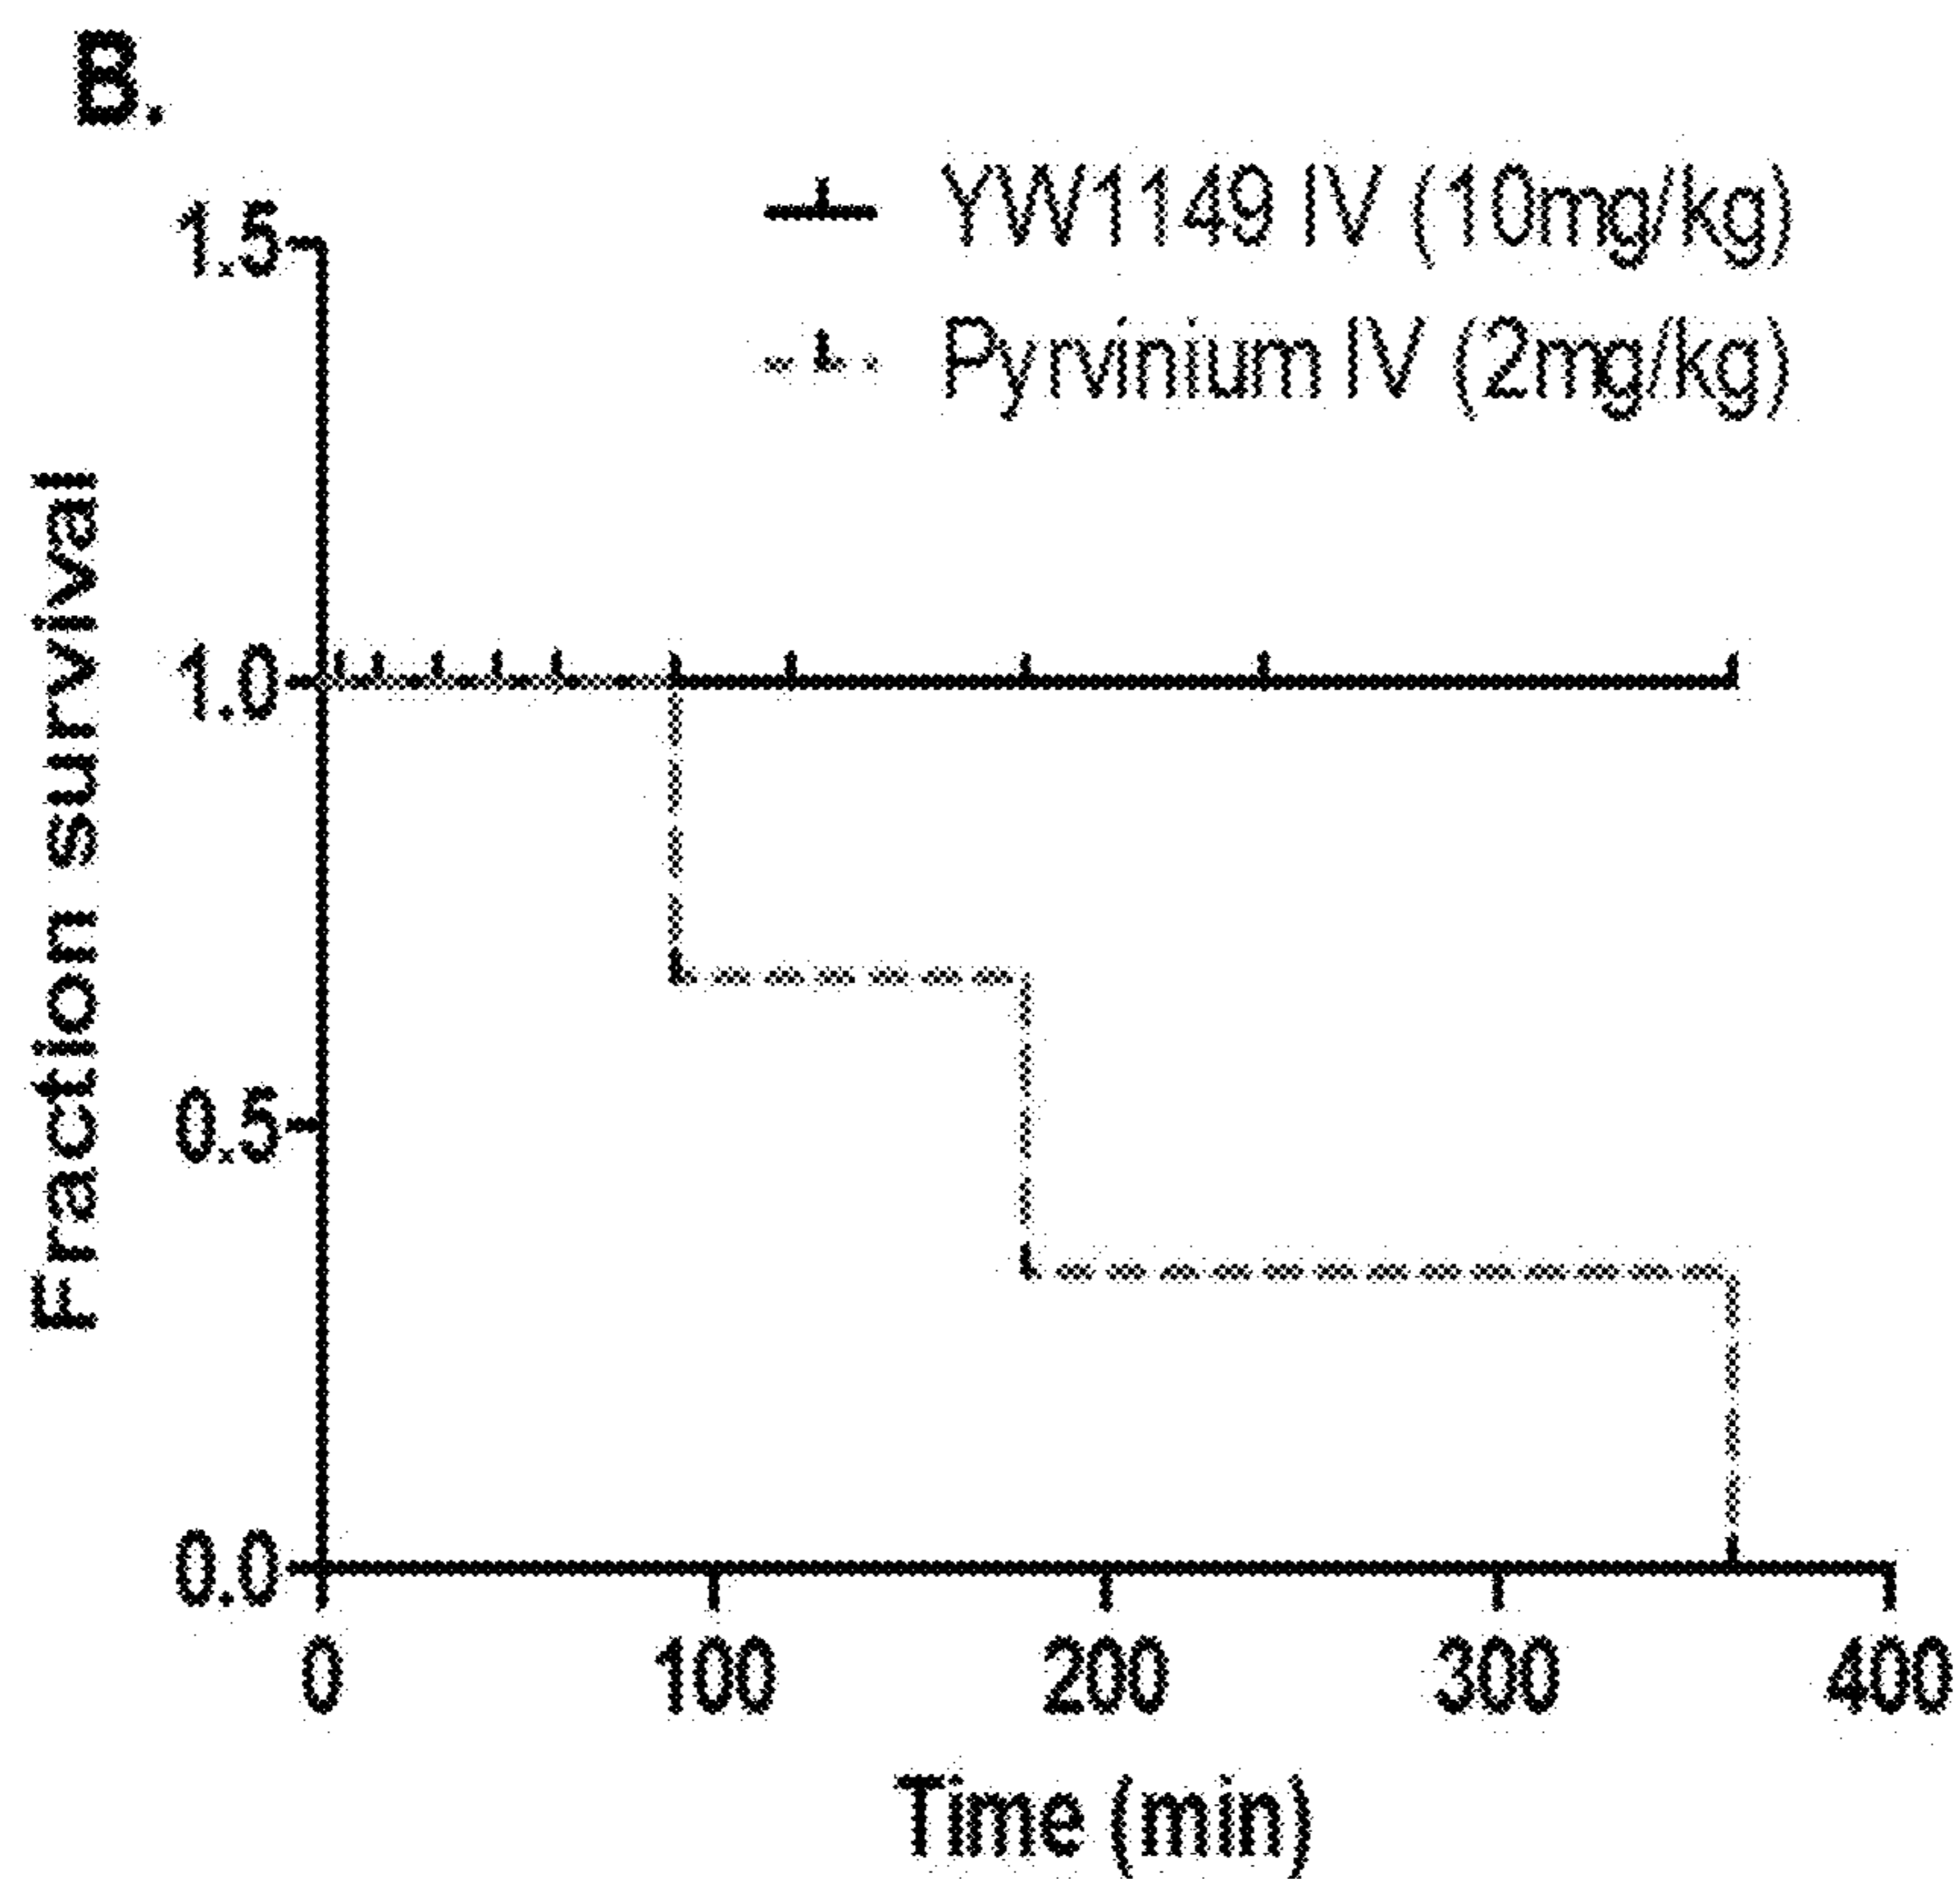 B.
YW1149 IV (10mg/kg)
Pyrvinium IV (2mg/kg)
Fraction survival
1.5
1.0
0.5
0.0
0 100 200 300 400
Time (min)